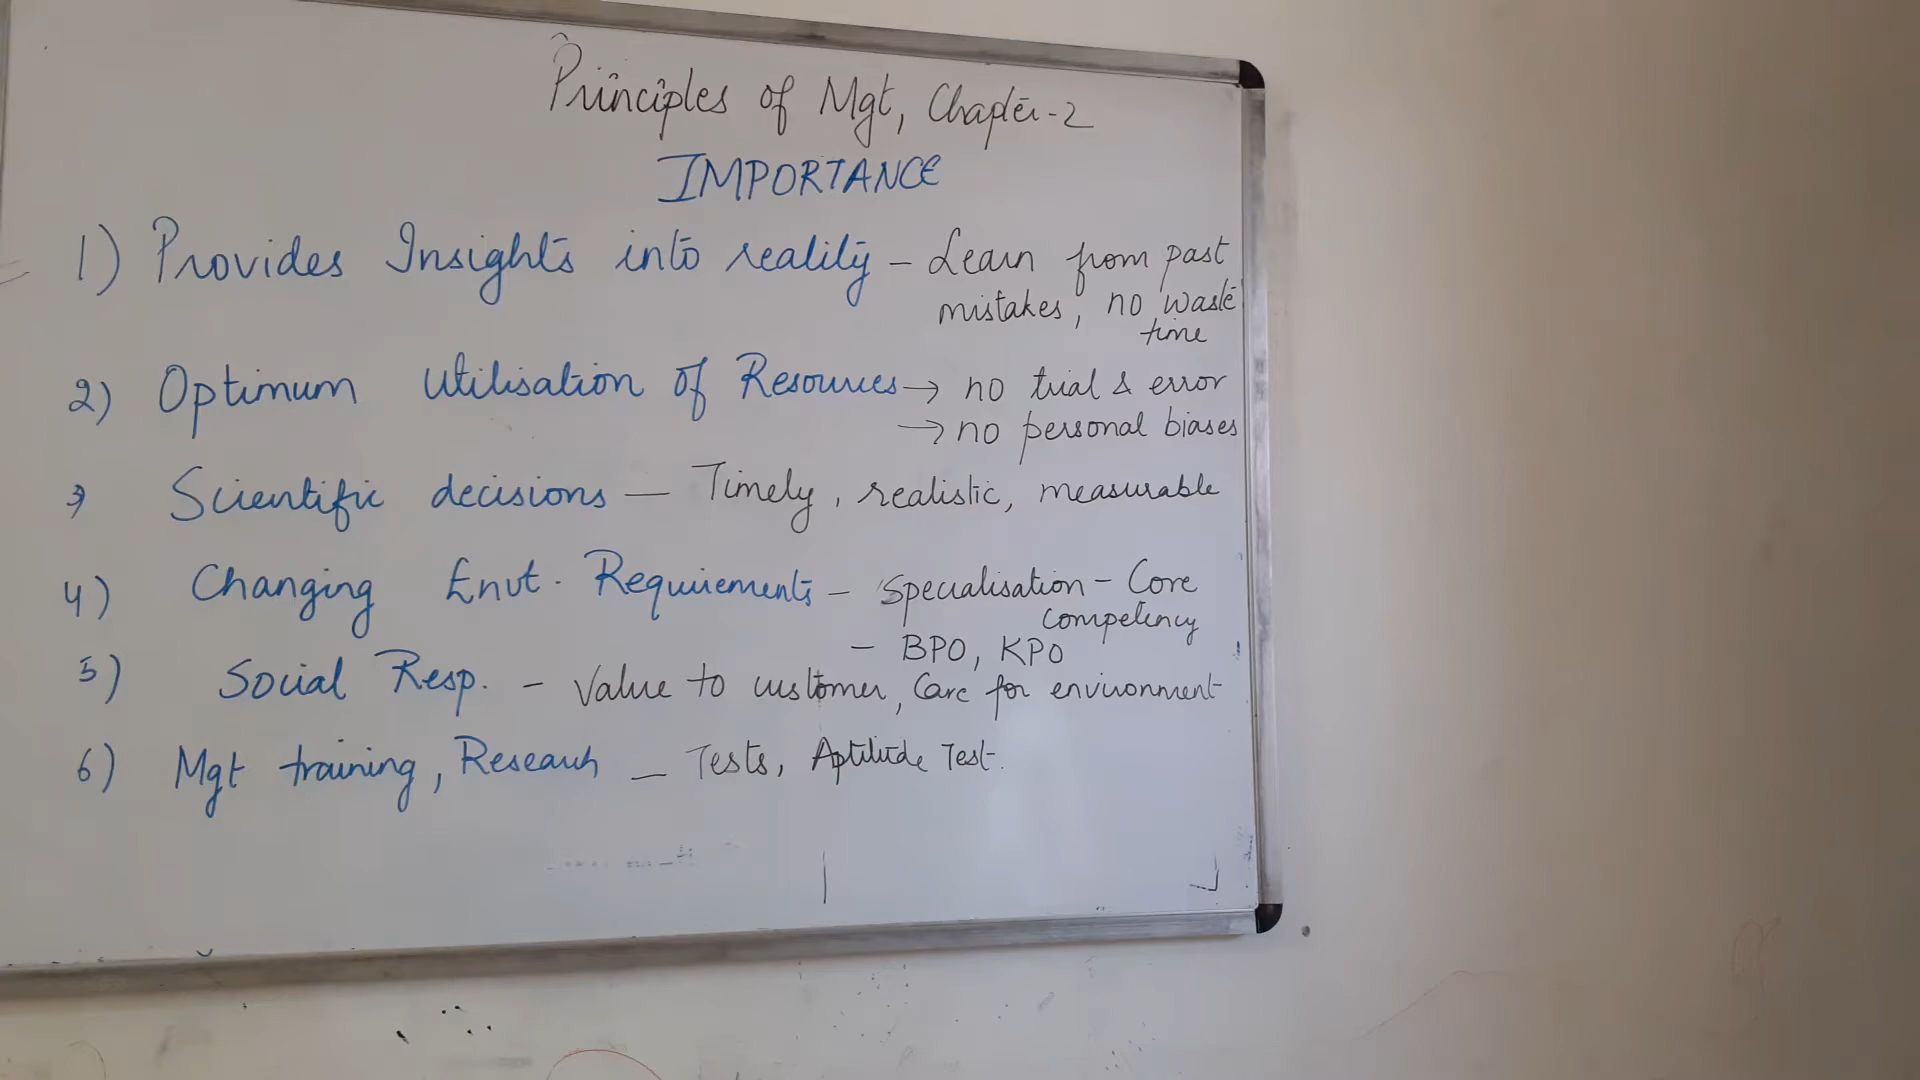 Principles of Mgt, Chapter-2
IMPORTANCE
1) Provides Insights into reality - Learn from past
mistakes, no waste
time
2) Optimum Utilisation of Resources → no trial & error
→ no personal biases
3) Scientific decisions — Timely, realistic, measurable
4) Changing Envt. Requirements - Specialisation - Core
competency
- BPO, KPO
5) Social Resp. - Value to customer, Care for environment
6) Mgt training, Research - Tests, Aptitude Test.